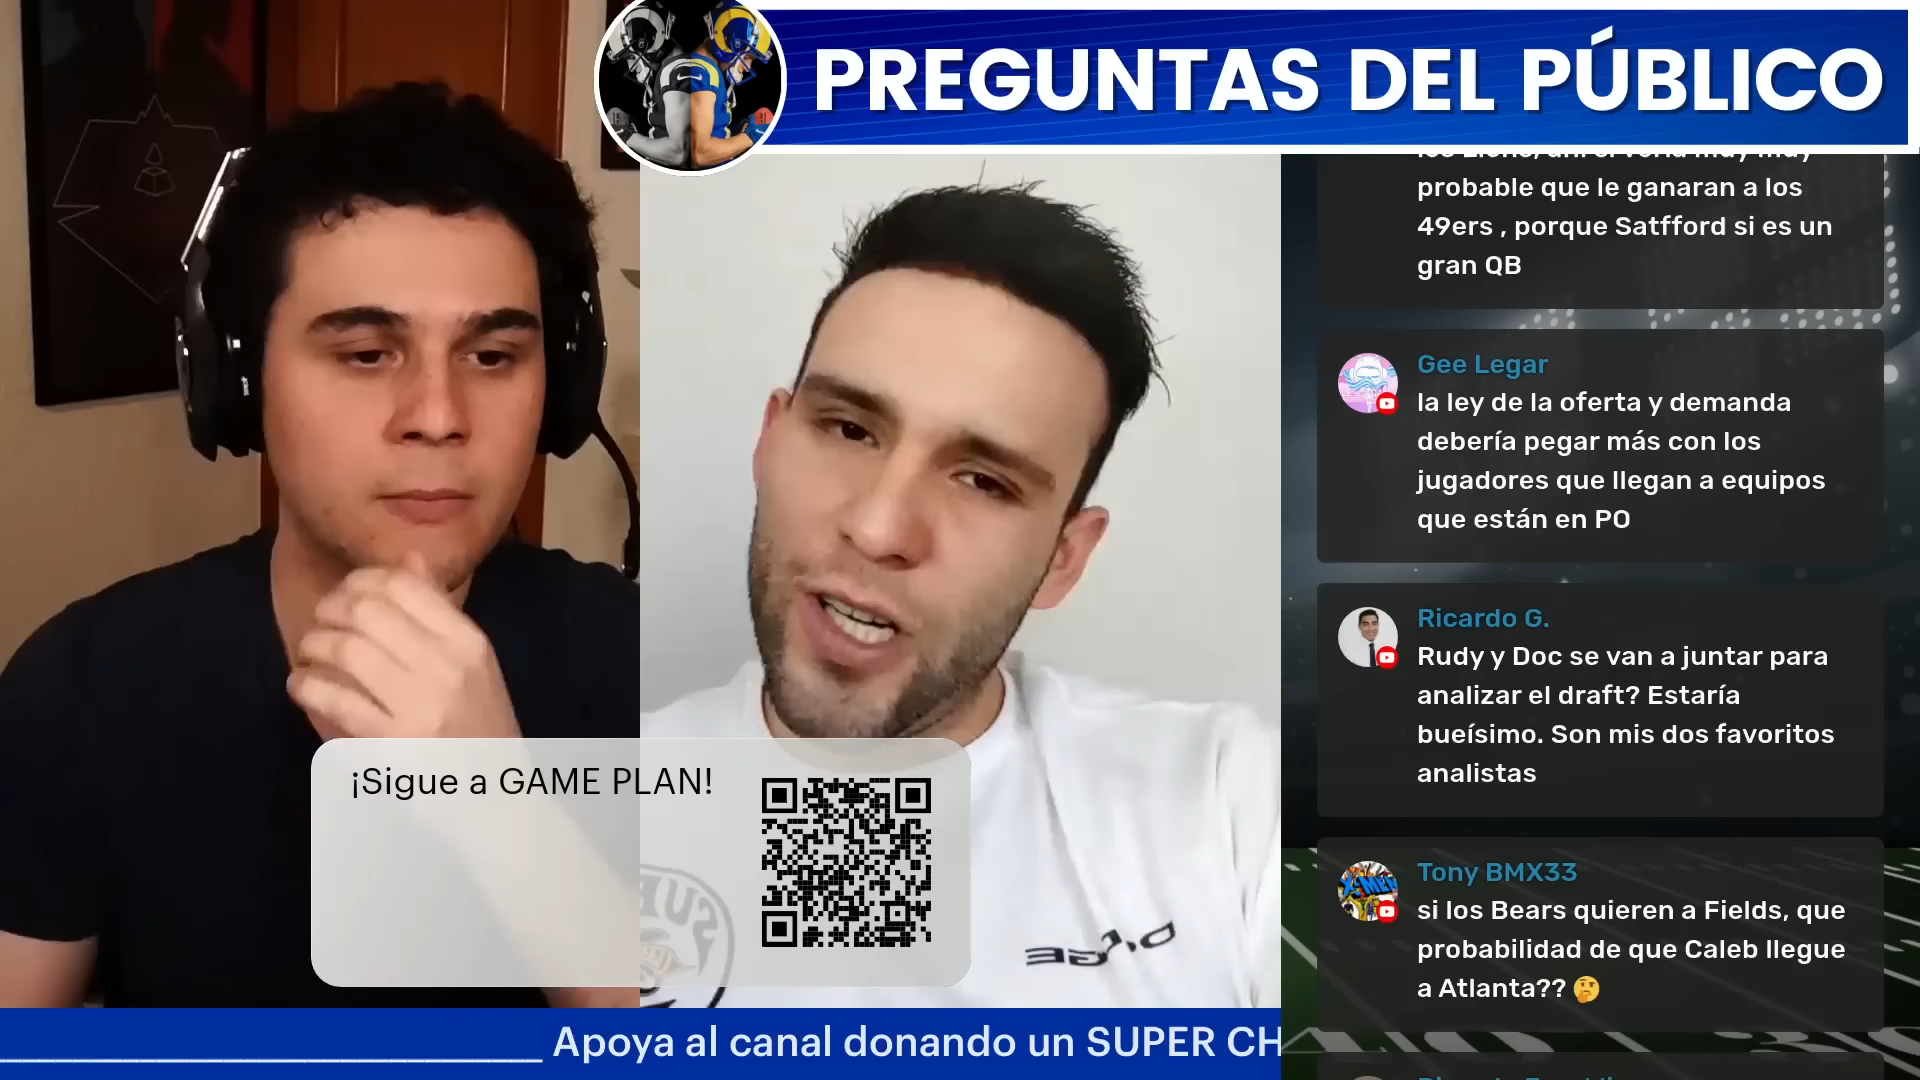 PREGUNTAS DEL PÚBLICO
probable que le ganaran a los
49ers , porque Satfford si es un
gran QB
Gee Legar
la ley de la oferta y demanda
debería pegar más con los
jugadores que llegan a equipos
que están en PO
Ricardo G.
Rudy y Doc se van a juntar para
analizar el draft? Estaría
bueísimo. Son mis dos favoritos
analistas
Tony BMX33
si los Bears quieren a Fields, que
probabilidad de que Caleb llegue
a Atlanta?? 🤔
¡Sigue a GAME PLAN!
Apoya al canal donando un SUPER CH